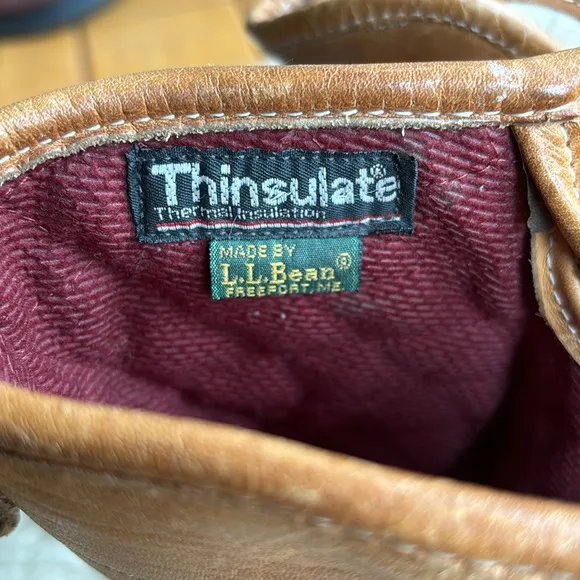 Thinsulate®
Thermal Insulation
MADE BY
L.L.Bean®
FREEPORT, ME.